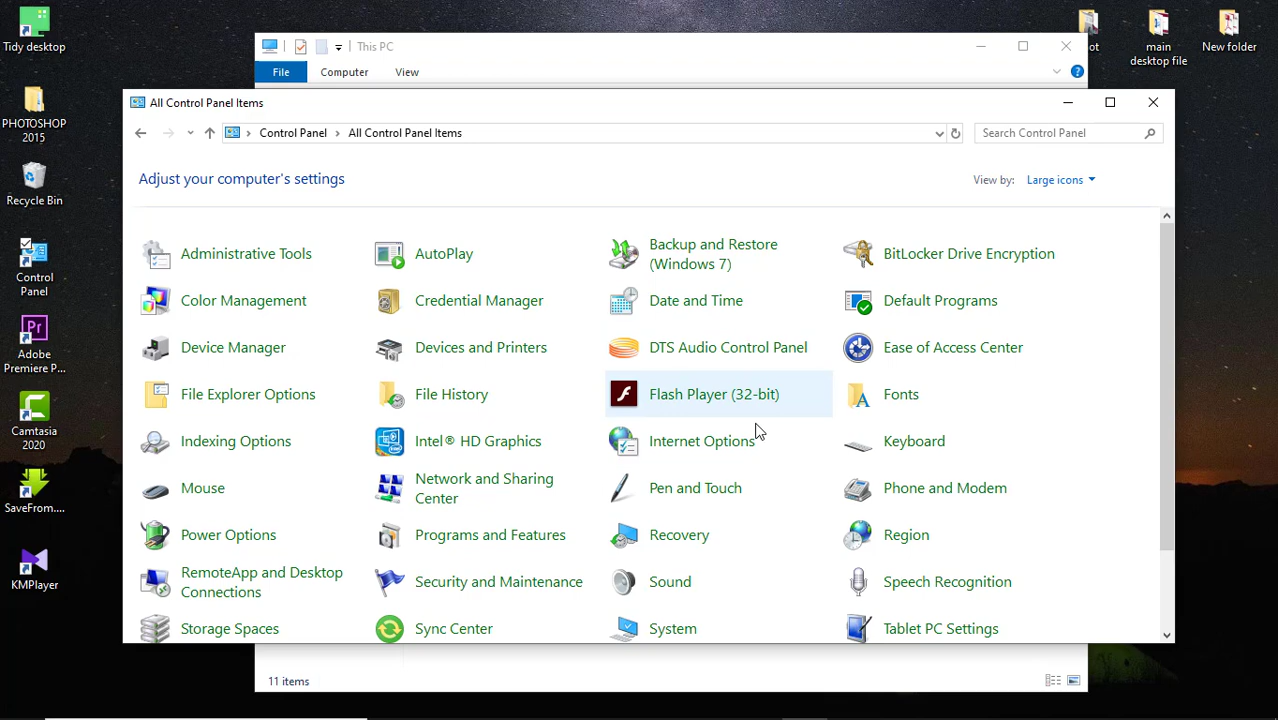 Tidy desktop
PHOTOSHOP
2015
Recycle Bin
Control
Panel
Adobe
Premiere P...
Camtasia
2020
SaveFrom....
KMPlayer
main
desktop file
New folder
This PC
File
Computer
View
All Control Panel Items
Control Panel
All Control Panel Items
Search Control Panel
Adjust your computer's settings
View by:
Large icons
Administrative Tools
AutoPlay
Backup and Restore
(Windows 7)
BitLocker Drive Encryption
Color Management
Credential Manager
Date and Time
Default Programs
Device Manager
Devices and Printers
DTS Audio Control Panel
Ease of Access Center
File Explorer Options
File History
Flash Player (32-bit)
Fonts
Indexing Options
Intel® HD Graphics
Internet Options
Keyboard
Mouse
Network and Sharing
Center
Pen and Touch
Phone and Modem
Power Options
Programs and Features
Recovery
Region
RemoteApp and Desktop
Connections
Security and Maintenance
Sound
Speech Recognition
Storage Spaces
Sync Center
System
Tablet PC Settings
11 items